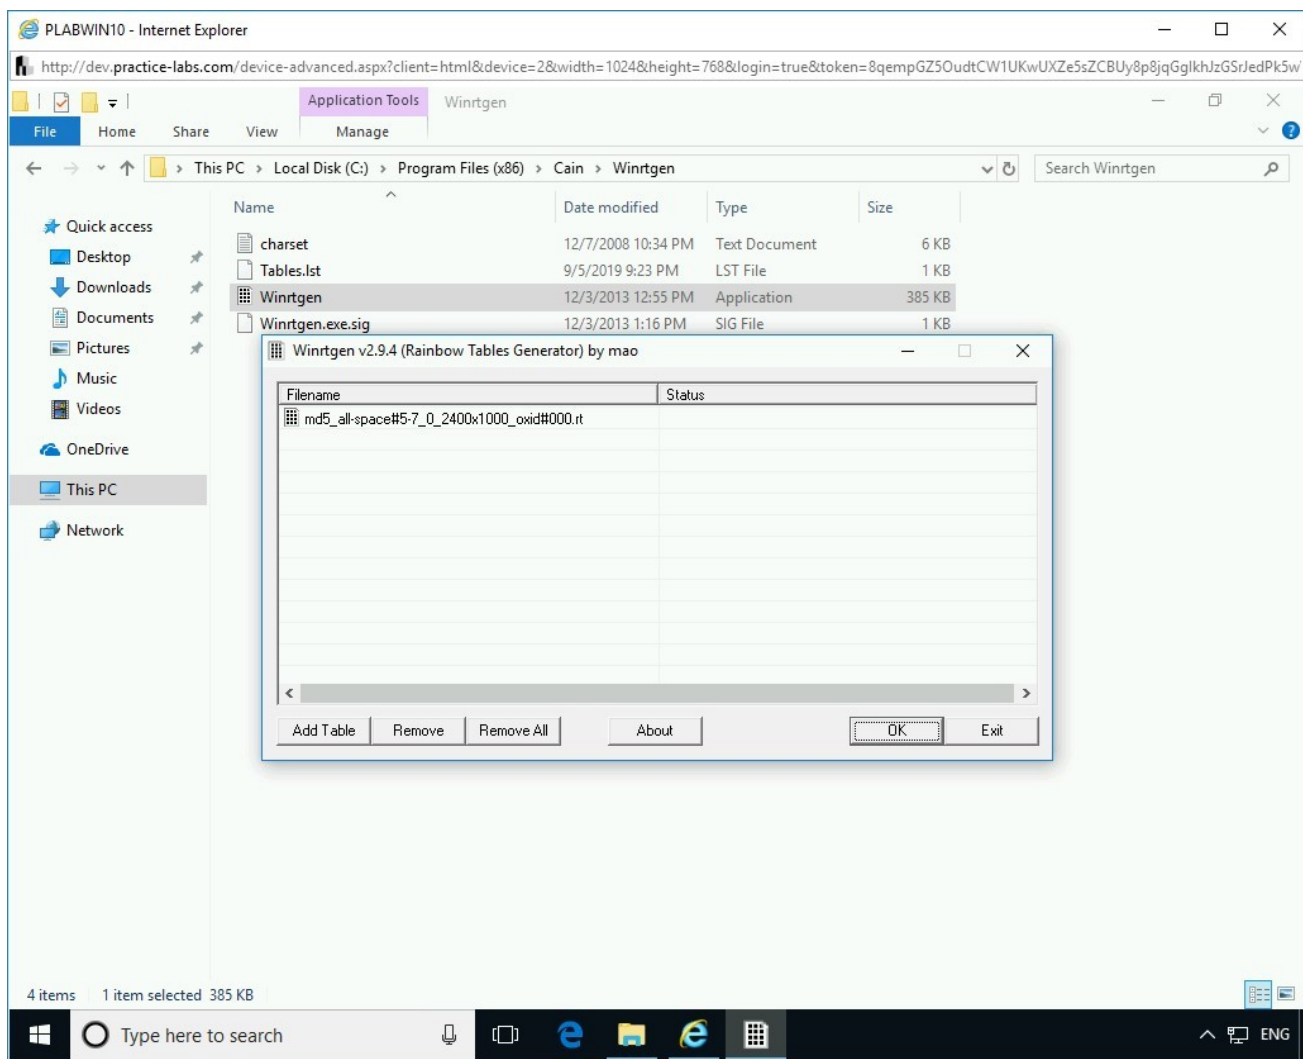 PLABWIN10 - Internet Explorer
http://dev.practice-labs.com/device-advanced.aspx?client=html&device=2&width=1024&height=768&login=true&token=8qempGZ5OudtCW1UKwUXZe5sZCBUy8p8jqGglkhJzGSrJedPk5w
Application Tools Winrtgen
File Home Share View Manage
This PC > Local Disk (C:) > Program Files (x86) > Cain > Winrtgen Search Winrtgen
Name Date modified Type Size
Quick access
Desktop
Downloads
Documents
Pictures
Music
Videos
OneDrive
This PC
Network
charset 12/7/2008 10:34 PM Text Document 6 KB
Tables.lst 9/5/2019 9:23 PM LST File 1 KB
Winrtgen 12/3/2013 12:55 PM Application 385 KB
Winrtgen.exe.sig 12/3/2013 1:16 PM SIG File 1 KB
Winrtgen v2.9.4 (Rainbow Tables Generator) by mao
Filename Status
md5_all-space#5-7_0_2400x1000_oxid#000.rt
Add Table Remove Remove All About OK Exit
4 items 1 item selected 385 KB
Type here to search ENG